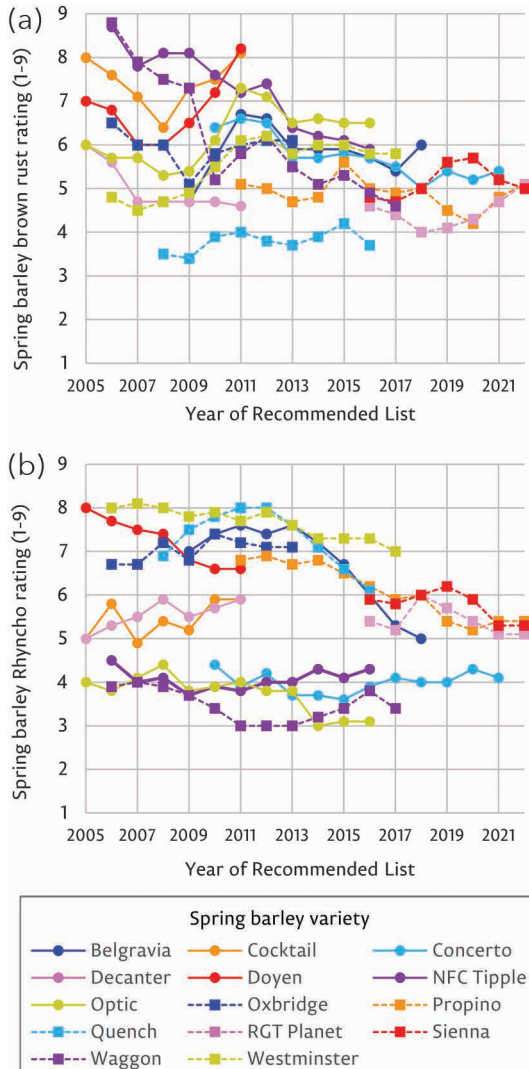 (a)
Spring barley brown rust rating (1-9)
9
8
7
6
5
4
3
2
1
2005 2007 2009 2011 2013 2015 2017 2019 2021
Year of Recommended List
(b)
Spring barley Rhyncho rating (1-9)
9
8
7
6
5
4
3
2
1
2005 2007 2009 2011 2013 2015 2017 2019 2021
Year of Recommended List
Spring barley variety
Belgravia Cocktail Concerto
Decanter Doyen NFC Tipple
Optic Oxbridge Propino
Quench RGT Planet Sienna
Waggon Westminster